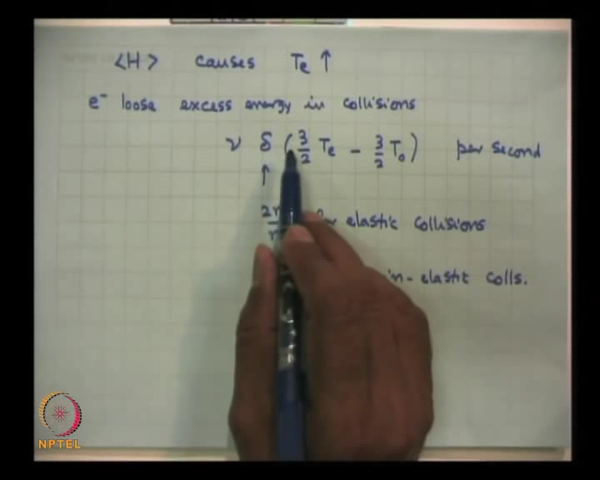 <H> causes Te ↑
e⁻ loose excess energy in collisions
ν δ (3/2 Te - 3/2 T₀) per second
↑
elastic collisions
in-elastic colls.
NPTEL